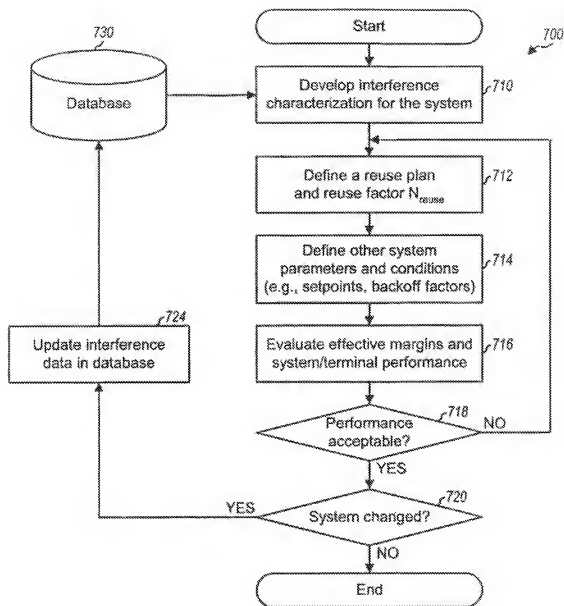 730
Database
Start
700
Develop interference
characterization for the system
710
Define a reuse plan
and reuse factor Nreuse
712
Define other system
parameters and conditions
(e.g., setpoints, backoff factors)
714
724
Update interference
data in database
Evaluate effective margins and
system/terminal performance
716
718
Performance
acceptable?
NO
YES
720
YES
System changed?
NO
End